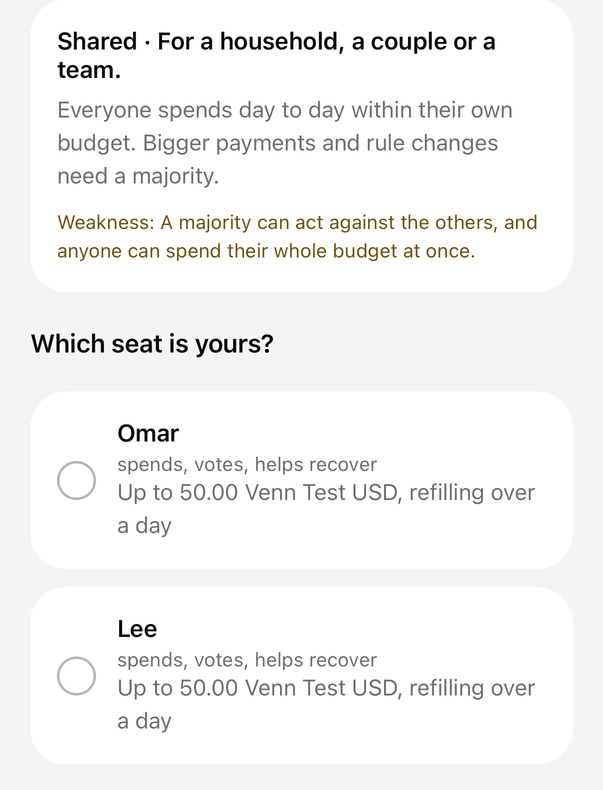 Shared · For a household, a couple or a
team.
Everyone spends day to day within their own
budget. Bigger payments and rule changes
need a majority.
Weakness: A majority can act against the others, and
anyone can spend their whole budget at once.
Which seat is yours?
Omar
spends, votes, helps recover
Up to 50.00 Venn Test USD, refilling over
a day
Lee
spends, votes, helps recover
Up to 50.00 Venn Test USD, refilling over
a day